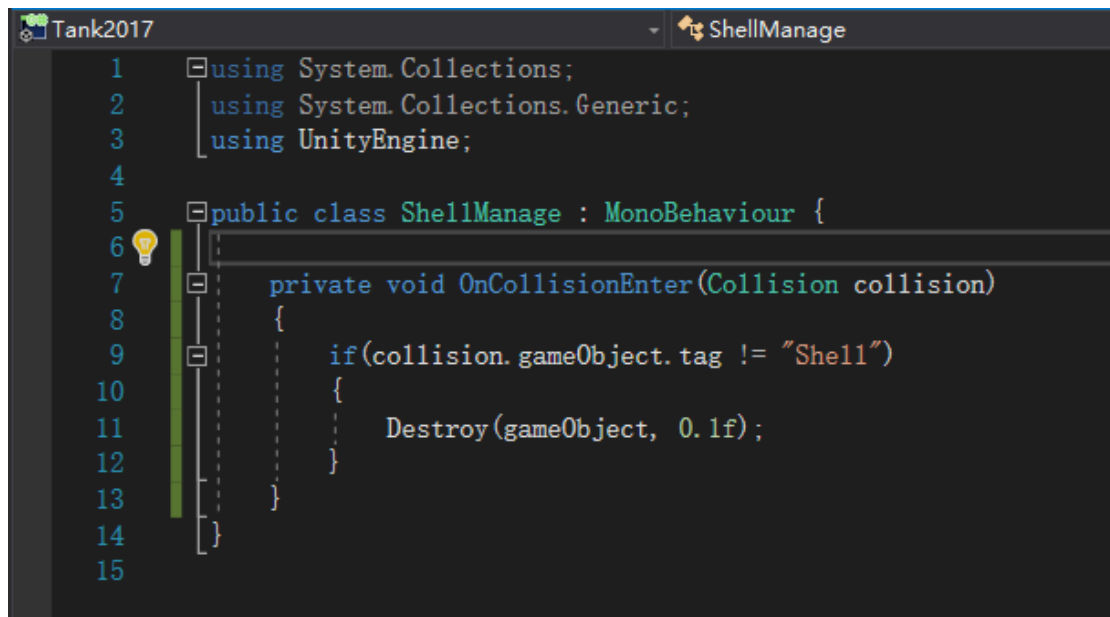 Tank2017 ShellManage
1 using System.Collections;
2 using System.Collections.Generic;
3 using UnityEngine;
4
5 public class ShellManage : MonoBehaviour {
6
7 private void OnCollisionEnter(Collision collision)
8 {
9 if(collision.gameObject.tag != "Shell")
10 {
11 Destroy(gameObject, 0.1f);
12 }
13 }
14 }
15